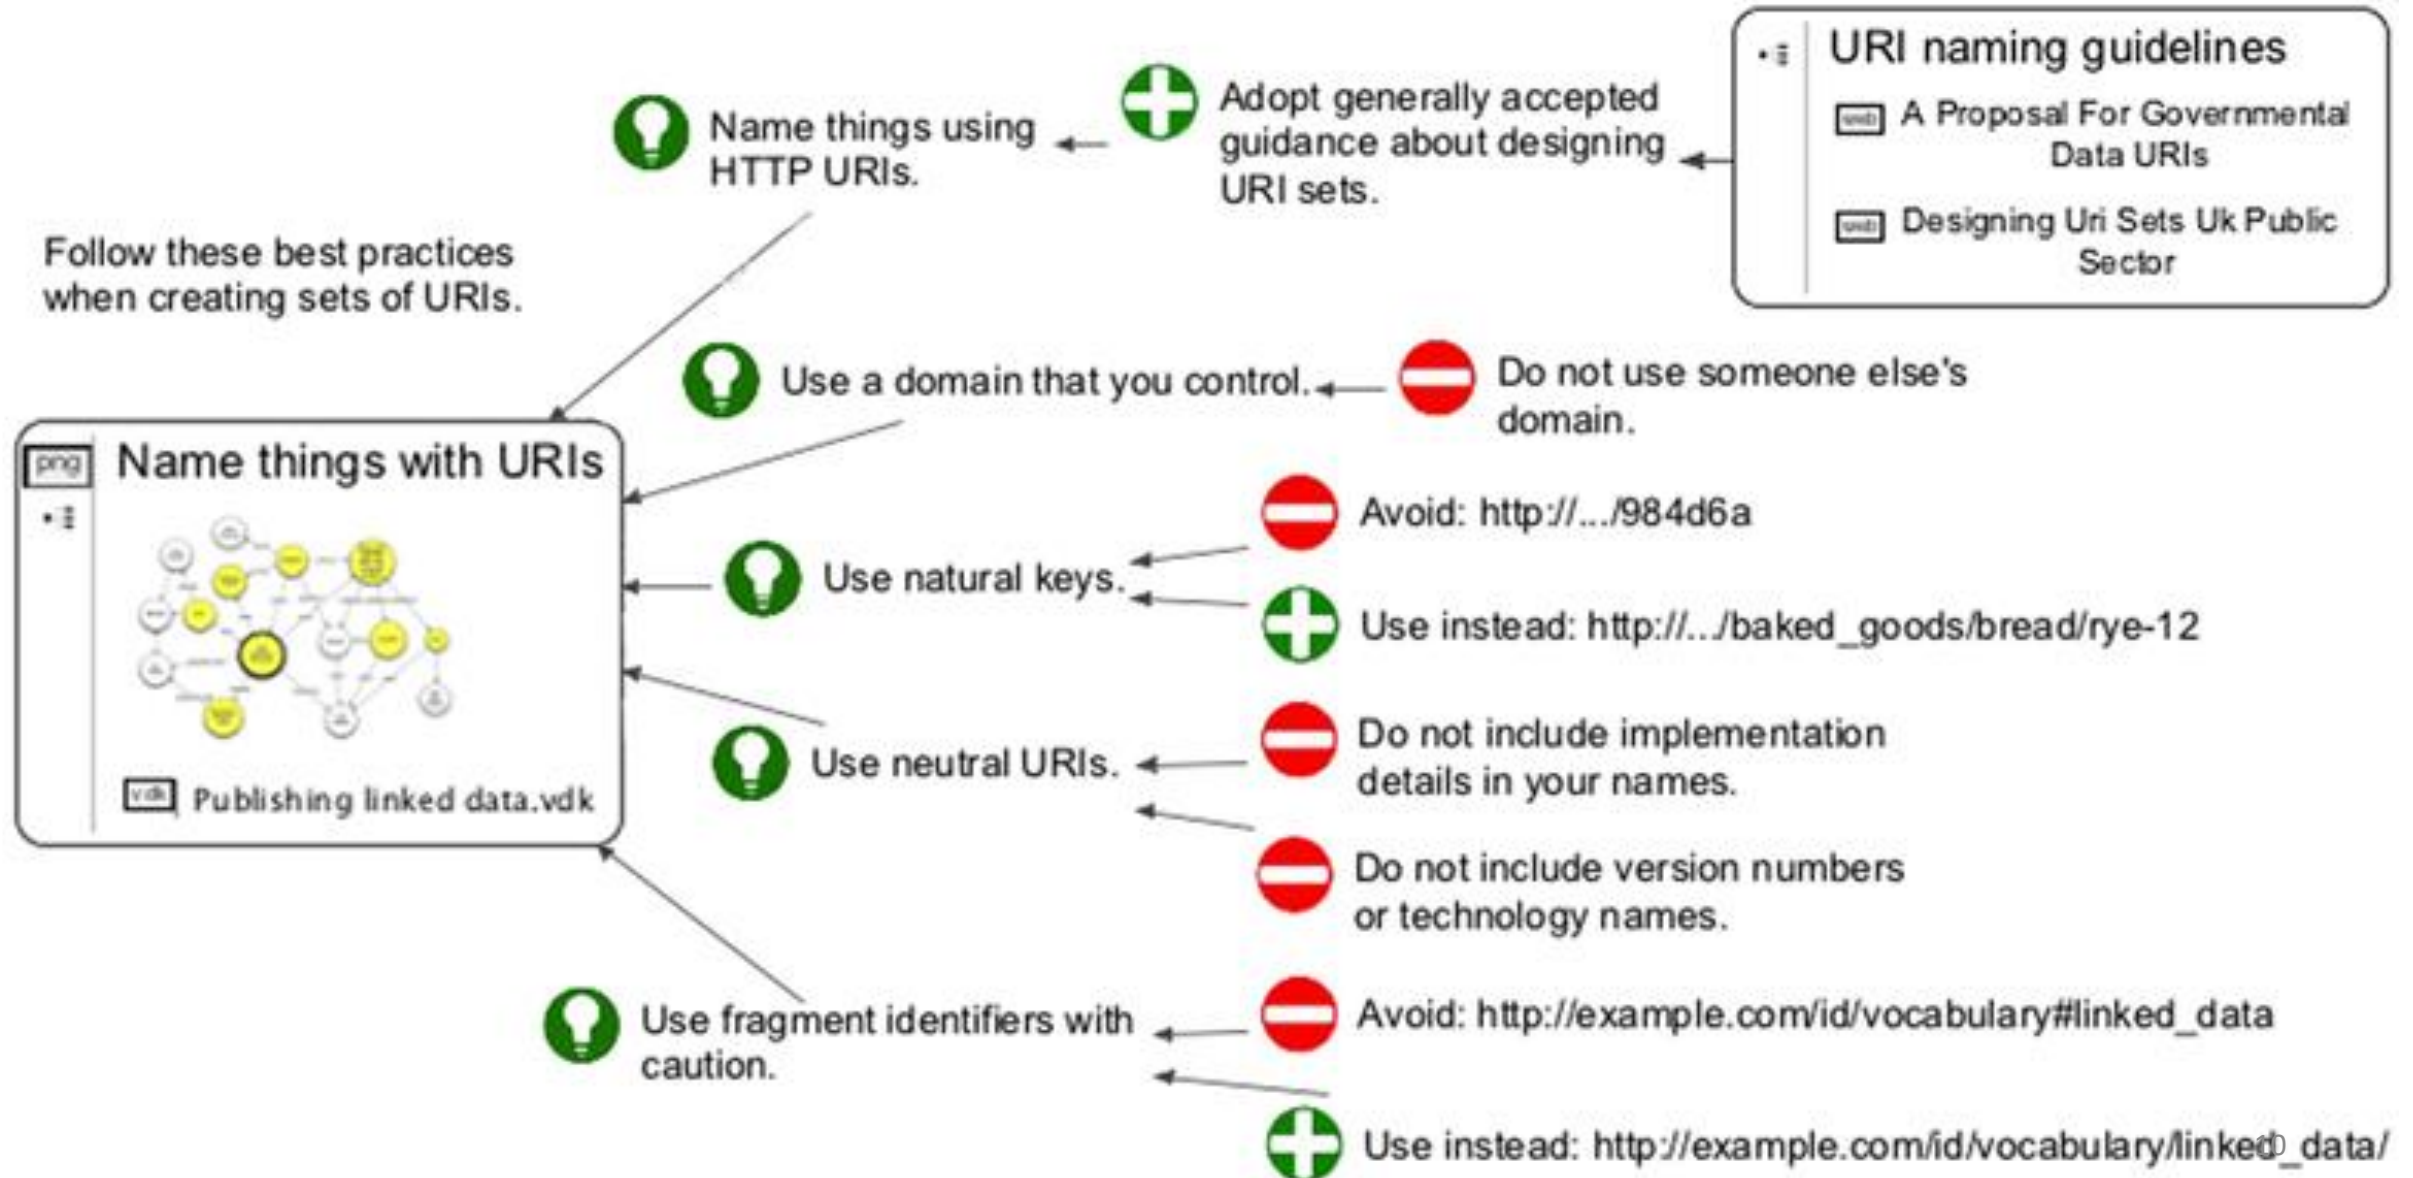 URI naming guidelines
A Proposal For Governmental
Data URIs
Designing Uri Sets Uk Public
Sector
Adopt generally accepted
guidance about designing
URI sets.
Name things using
HTTP URIs.
Follow these best practices
when creating sets of URIs.
Use a domain that you control.
Do not use someone else's
domain.
png
Name things with URIs
vdk
Publishing linked data.vdk
Use natural keys.
Avoid: http://.../984d6a
Use instead: http://.../baked_goods/bread/rye-12
Use neutral URIs.
Do not include implementation
details in your names.
Do not include version numbers
or technology names.
Use fragment identifiers with
caution.
Avoid: http://example.com/id/vocabulary#linked_data
Use instead: http://example.com/id/vocabulary/linked_data/